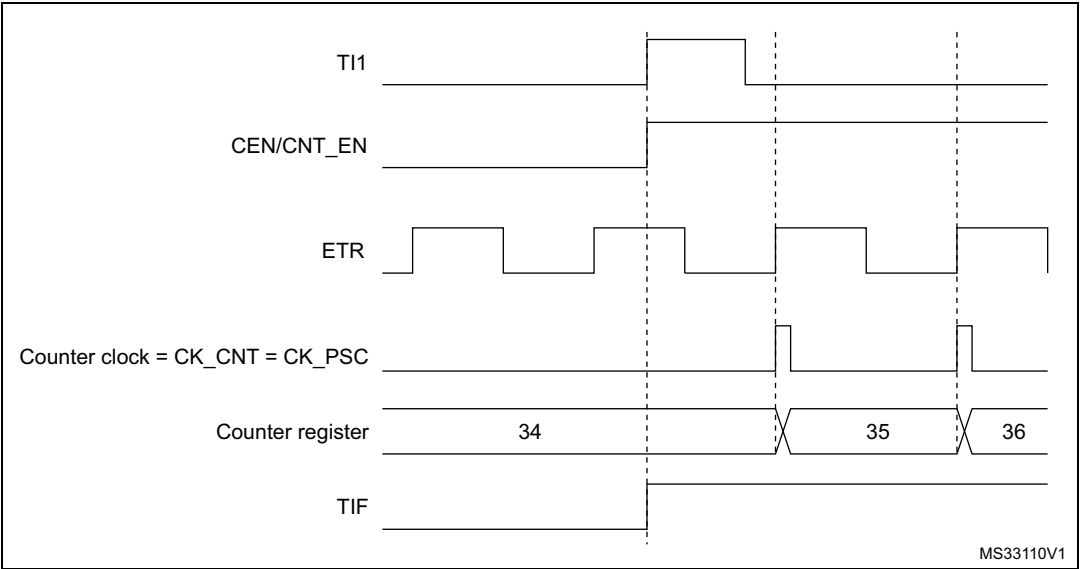 TI1
CEN/CNT_EN
ETR
Counter clock = CK_CNT = CK_PSC
Counter register 34 35 36
TIF
MS33110V1